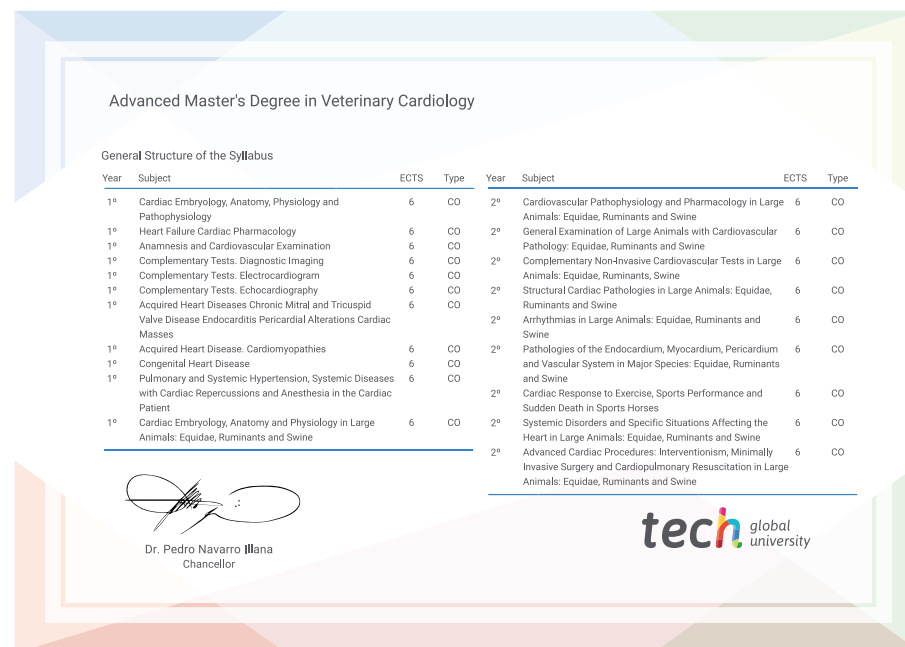 Advanced Master's Degree in Veterinary Cardiology
General Structure of the Syllabus
Year Subject ECTS Type
1º Cardiac Embryology, Anatomy, Physiology and 6 CO
Pathophysiology
1º Heart Failure Cardiac Pharmacology 6 CO
1º Anamnesis and Cardiovascular Examination 6 CO
1º Complementary Tests. Diagnostic Imaging 6 CO
1º Complementary Tests. Electrocardiogram 6 CO
1º Complementary Tests. Echocardiography 6 CO
1º Acquired Heart Diseases Chronic Mitral and Tricuspid 6 CO
Valve Disease Endocarditis Pericardial Alterations Cardiac
Masses
1º Acquired Heart Disease. Cardiomyopathies 6 CO
1º Congenital Heart Disease 6 CO
1º Pulmonary and Systemic Hypertension, Systemic Diseases 6 CO
with Cardiac Repercussions and Anesthesia in the Cardiac
Patient
1º Cardiac Embryology, Anatomy and Physiology in Large 6 CO
Animals: Equidae, Ruminants and Swine
Year Subject ECTS Type
2º Cardiovascular Pathophysiology and Pharmacology in Large 6 CO
Animals: Equidae, Ruminants and Swine
2º General Examination of Large Animals with Cardiovascular 6 CO
Pathology: Equidae, Ruminants and Swine
2º Complementary Non-Invasive Cardiovascular Tests in Large 6 CO
Animals: Equidae, Ruminants, Swine
2º Structural Cardiac Pathologies in Large Animals: Equidae, 6 CO
Ruminants and Swine
2º Arrhythmias in Large Animals: Equidae, Ruminants and 6 CO
Swine
2º Pathologies of the Endocardium, Myocardium, Pericardium 6 CO
and Vascular System in Major Species: Equidae, Ruminants
and Swine
2º Cardiac Response to Exercise, Sports Performance and 6 CO
Sudden Death in Sports Horses
2º Systemic Disorders and Specific Situations Affecting the 6 CO
Heart in Large Animals: Equidae, Ruminants and Swine
2º Advanced Cardiac Procedures: Interventionism, Minimally 6 CO
Invasive Surgery and Cardiopulmonary Resuscitation in Large
Animals: Equidae, Ruminants and Swine
Dr. Pedro Navarro Illana
Chancellor
tech global
university